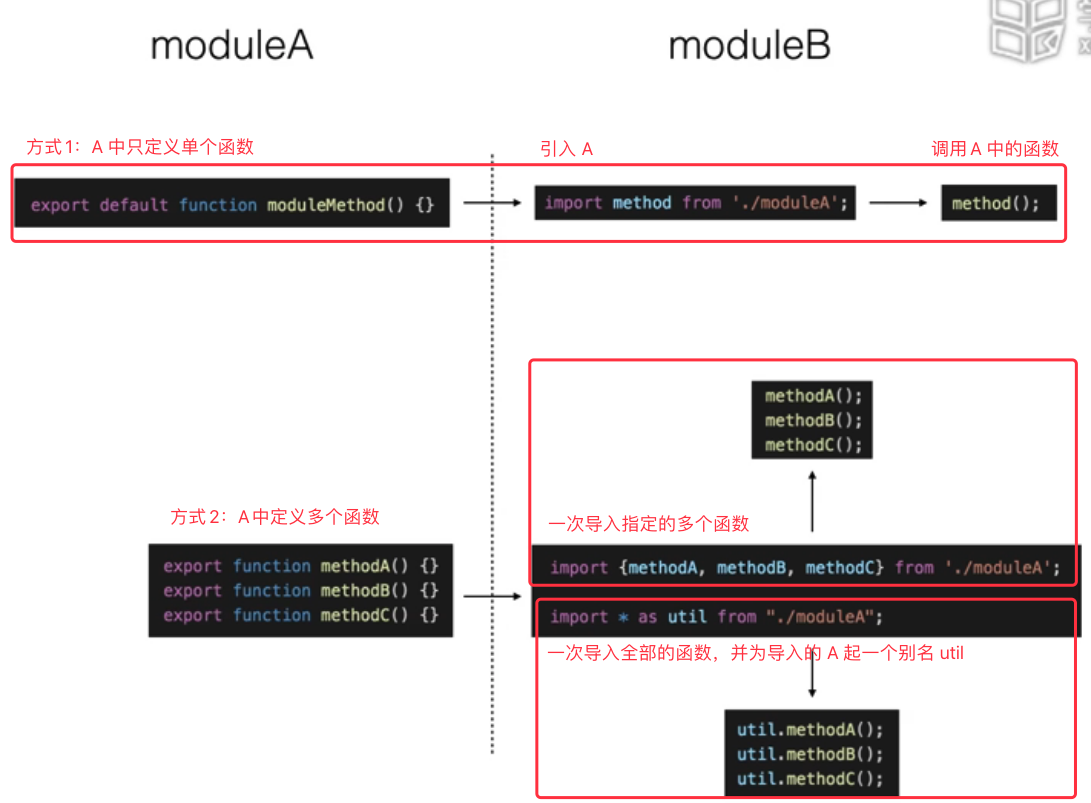 moduleA
moduleB
方式1：A 中只定义单个函数
引入 A
调用A 中的函数
export default function moduleMethod() {}
import method from './moduleA';
method();
methodA();
methodB();
methodC();
方式2：A中定义多个函数
一次导入指定的多个函数
export function methodA() {}
export function methodB() {}
export function methodC() {}
import {methodA, methodB, methodC} from './moduleA';
import * as util from "./moduleA";
一次导入全部的函数，并为导入的 A 起一个别名 util
util.methodA();
util.methodB();
util.methodC();